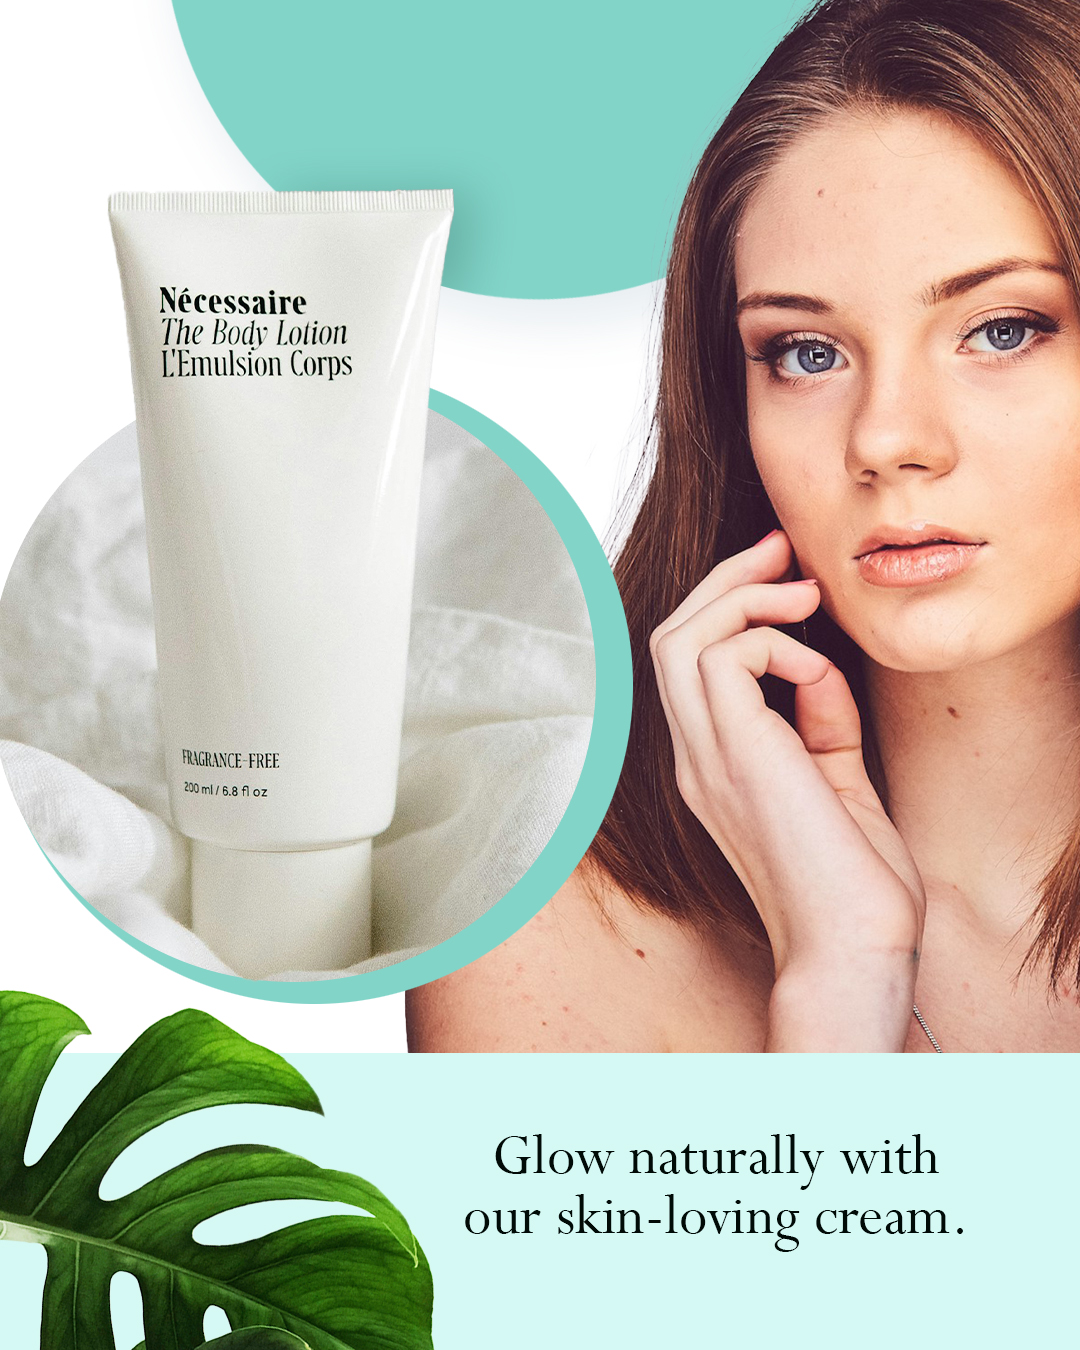 Nécessaire
The Body Lotion
L'Emulsion Corps
FRAGRANCE-FREE
200 ml / 6.8 fl oz
Glow naturally with
our skin-loving cream.